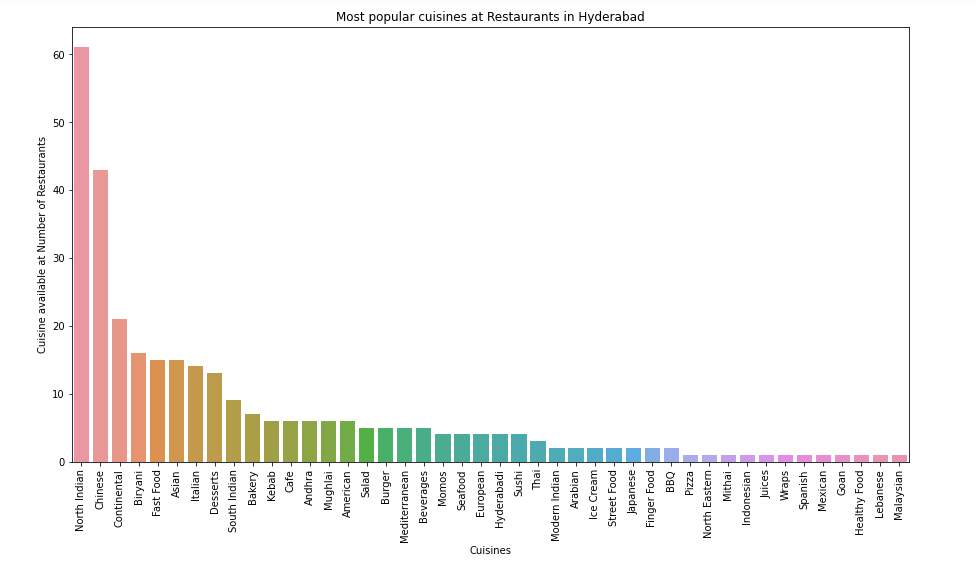 Most popular cuisines at Restaurants in Hyderabad
Cuisine available at Number of Restaurants
60
50
40
30
20
10
0
North Indian
Chinese
Continental
Biryani
Fast Food
Asian
Italian
Desserts
South Indian
Bakery
Kebab
Cafe
Andhra
Mughlai
American
Salad
Burger
Mediterranean
Beverages
Momos
Seafood
European
Hyderabadi
Sushi
Thai
Modern Indian
Arabian
Ice Cream
Street Food
Japanese
Finger Food
BBQ
Pizza
North Eastern
Mithai
Indonesian
Juices
Wraps
Spanish
Mexican
Goan
Healthy Food
Lebanese
Malaysian
Cuisines